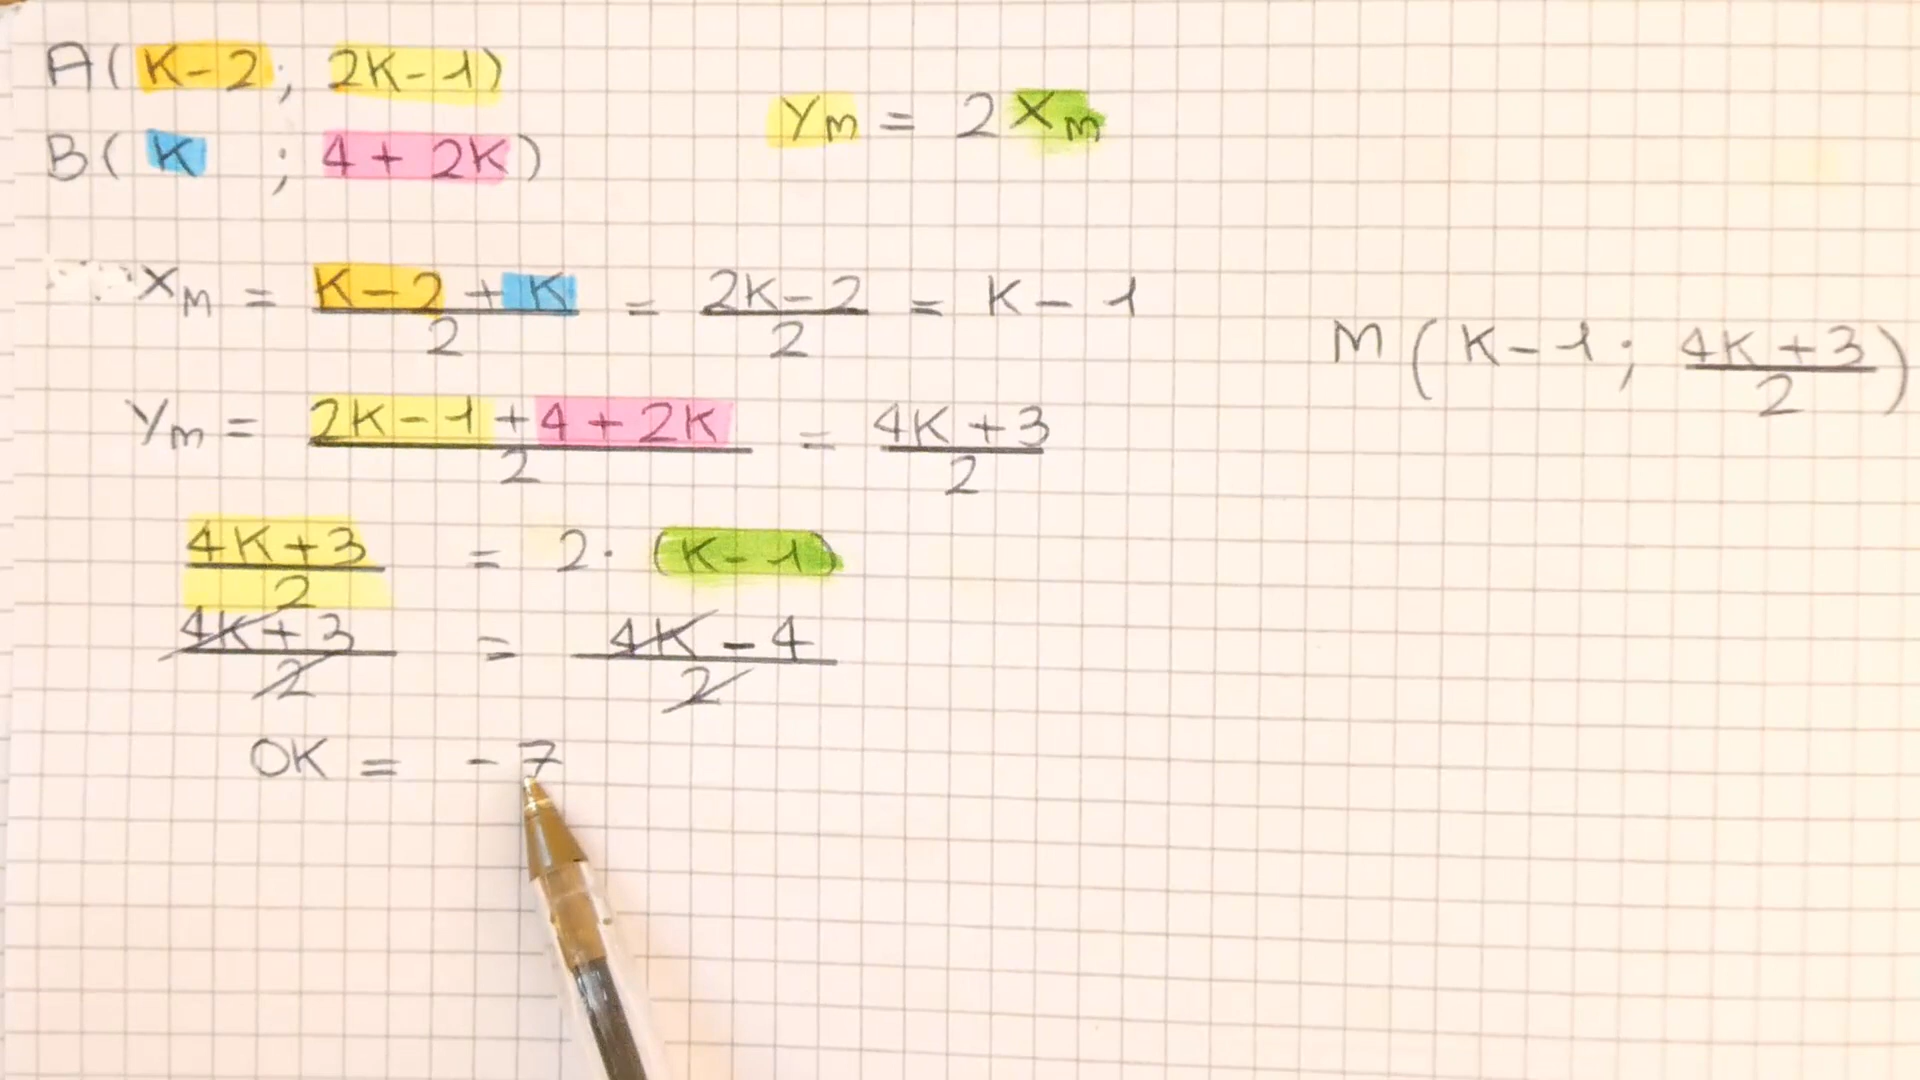 A(K-2; 2K-1)
B(K ; 4+2K)
Ym = 2Xm
Xm = (K-2+K)/2 = (2K-2)/2 = K-1
Ym = (2K-1+4+2K)/2 = (4K+3)/2
M(K-1; (4K+3)/2)
(4K+3)/2 = 2·(K-1)
(4K+3)/2 = (4K-4)/2
0K = -7